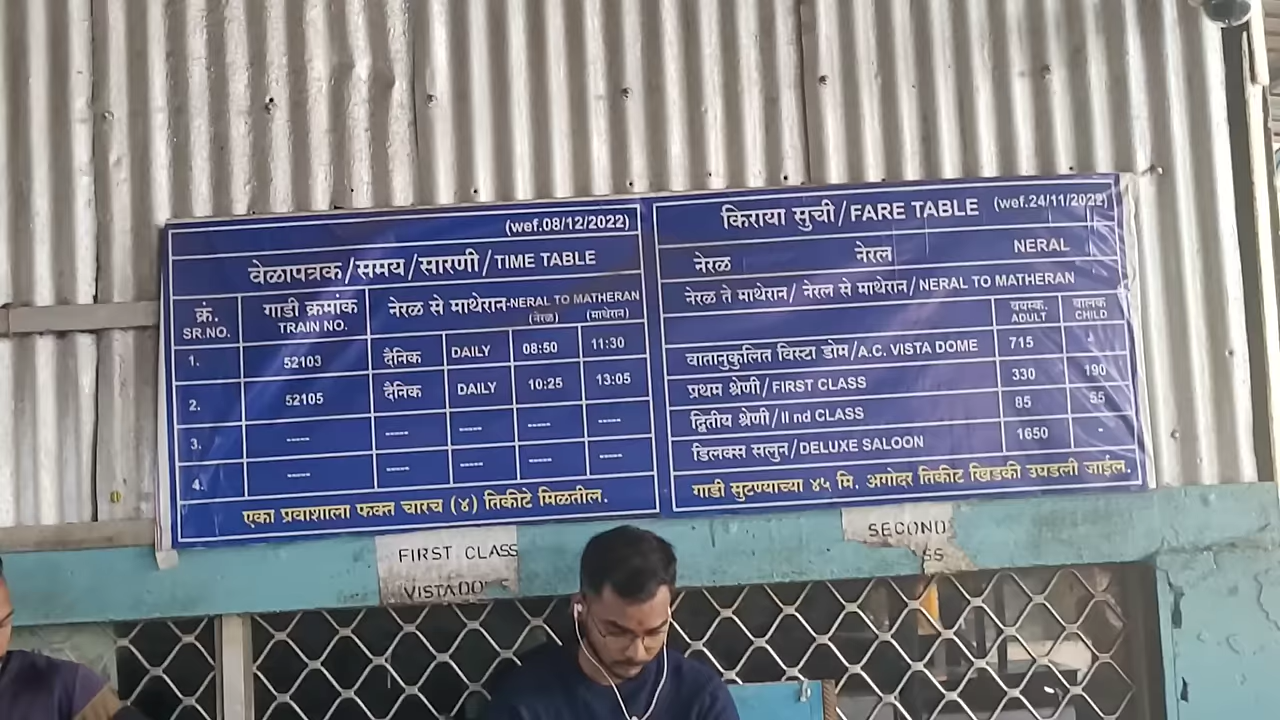 (wef.08/12/2022)
वेळापत्रक/समय/सारणी/TIME TABLE
क्रं. गाडी क्रमांक नेरळ से माथेरान-NERAL TO MATHERAN
SR.NO. TRAIN NO. (नेरळ) (माथेरान)
1. 52103 दैनिक DAILY 08:50 11:30
2. 52105 दैनिक DAILY 10:25 13:05
3. ---- ---- ---- ---- ----
4. ---- ---- ---- ---- ----
एका प्रवाशाला फक्त चारच (४) तिकीटे मिळतील.
किराया सुची/FARE TABLE (wef.24/11/2022)
नेरळ नेरल NERAL
नेरळ ते माथेरान/ नेरल से माथेरान/ NERAL TO MATHERAN
वयस्क. बालक
ADULT CHILD
वातानुकुलित विस्टा डोम/A.C. VISTA DOME 715
प्रथम श्रेणी/FIRST CLASS 330 190
द्वितीय श्रेणी/II nd CLASS 85 55
डिलक्स सलुन/DELUXE SALOON 1650 -
गाडी सुटण्याच्या ४५ मि. अगोदर तिकीट खिडकी उघडली जाईल.
FIRST CLASS
SECOND